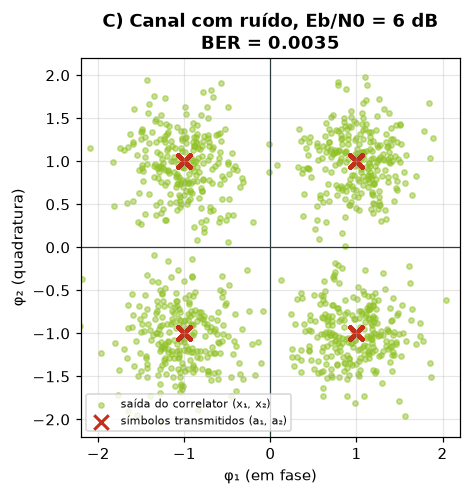 C) Canal com ruído, Eb/N0 = 6 dB
BER = 0.0035
2.0
1.5
1.0
0.5
0.0
−0.5
−1.0
−1.5
−2.0
φ₂ (quadratura)
saída do correlator (x₁, x₂)
símbolos transmitidos (a₁, a₂)
−2
−1
0
1
2
φ₁ (em fase)